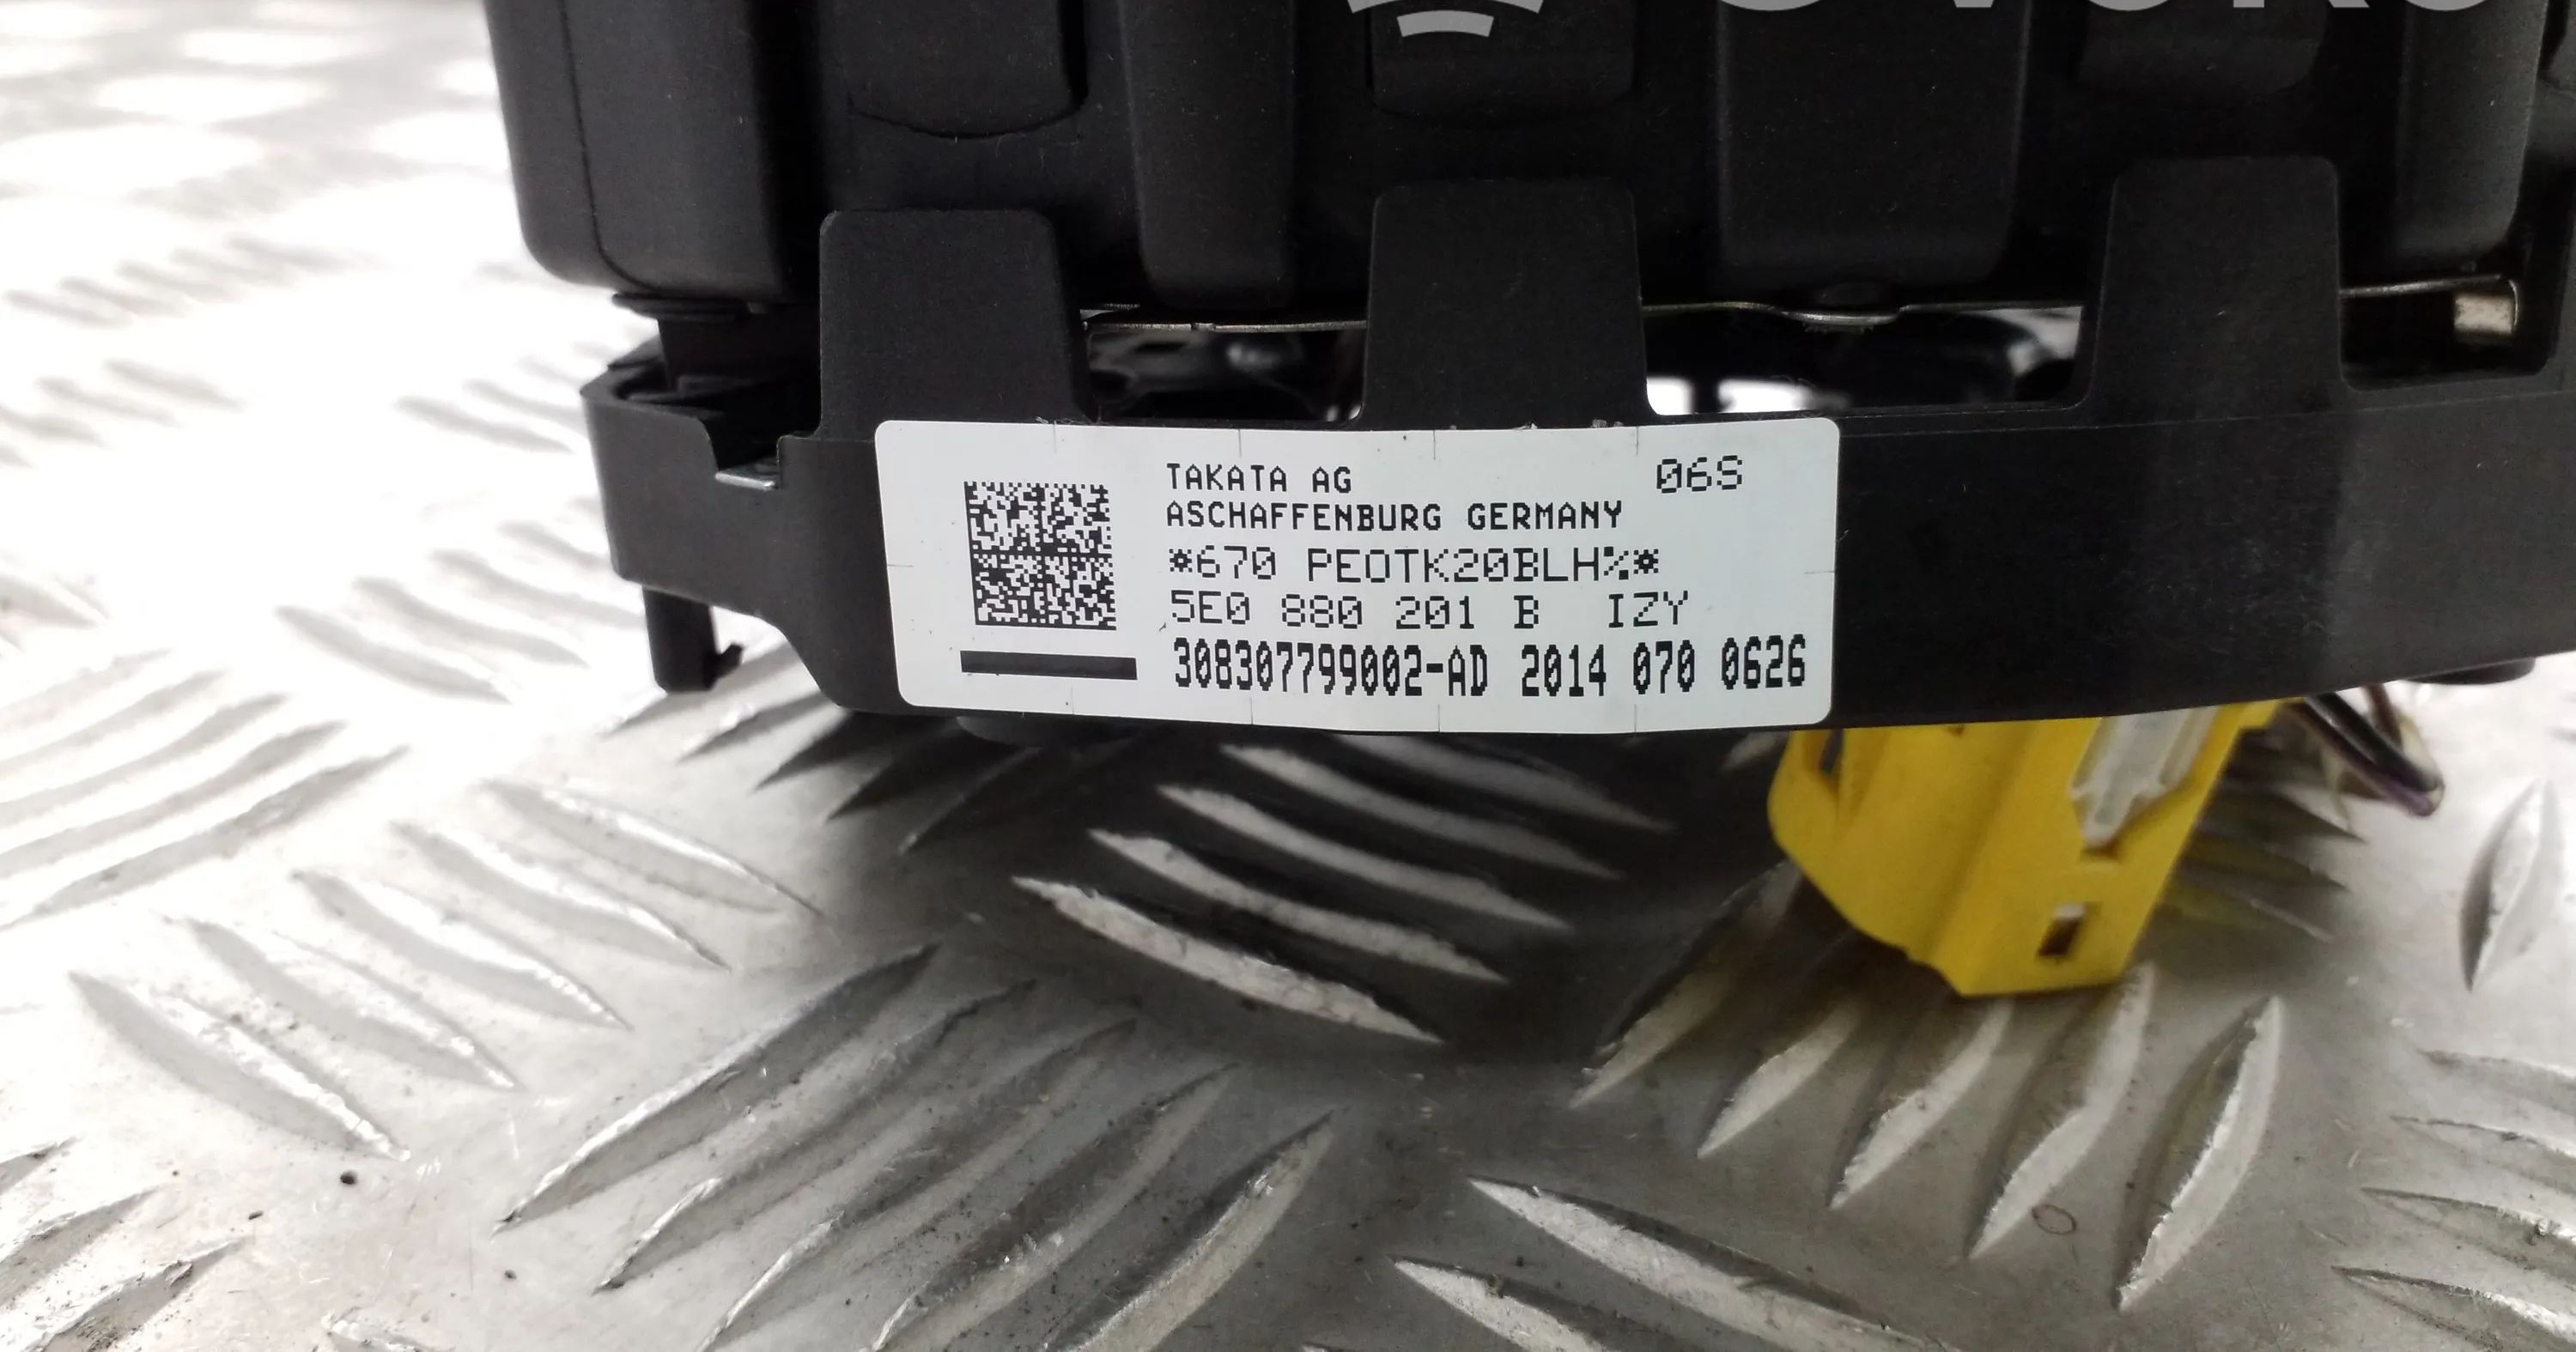 TAKATA AG 06S
ASCHAFFENBURG GERMANY
*670 PEOTK20BLH%*
5E0 880 201 B IZY
308307799002-AD 2014 070 0626